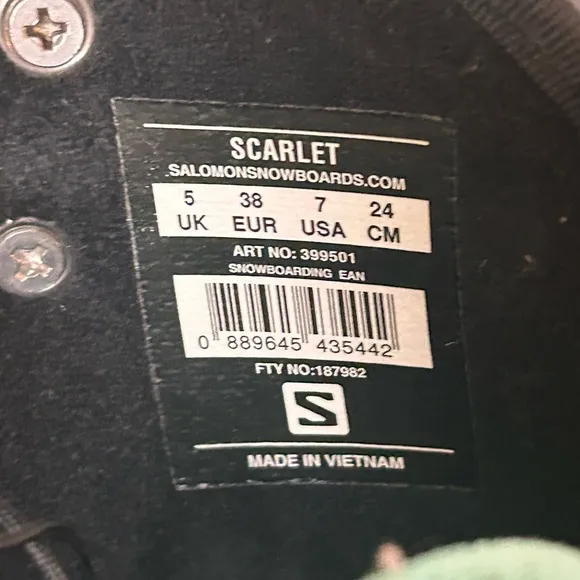 SCARLET
SALOMONSNOWBOARDS.COM
5 38 7 24
UK EUR USA CM
ART NO: 399501
SNOWBOARDING EAN
0 889645 435442
FTY NO:187982
S
MADE IN VIETNAM